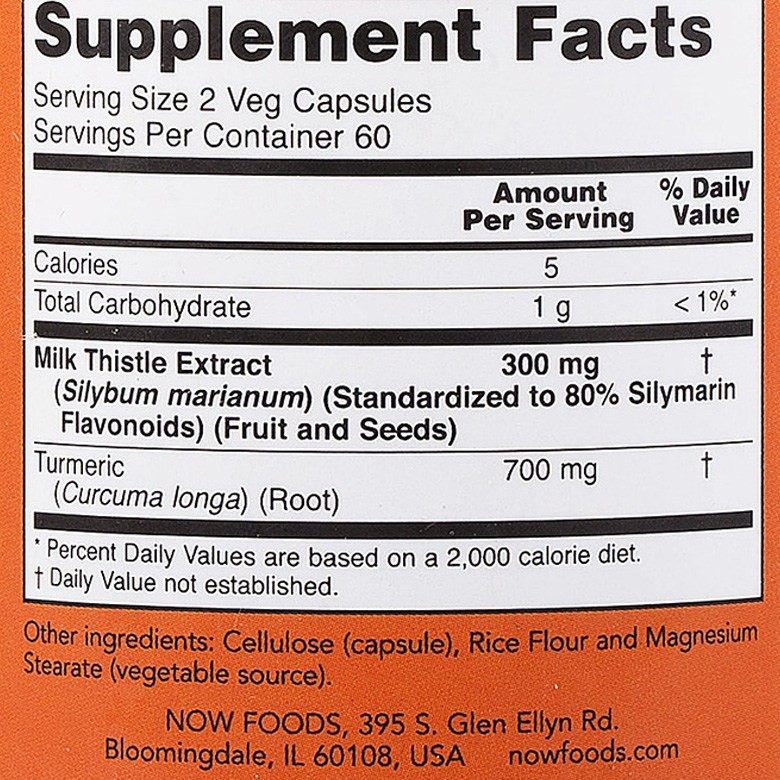 Supplement Facts
Serving Size 2 Veg Capsules
Servings Per Container 60
Amount % Daily
Per Serving Value
Calories 5
Total Carbohydrate 1 g < 1%*
Milk Thistle Extract 300 mg †
(Silybum marianum) (Standardized to 80% Silymarin
Flavonoids) (Fruit and Seeds)
Turmeric 700 mg †
(Curcuma longa) (Root)
* Percent Daily Values are based on a 2,000 calorie diet.
† Daily Value not established.
Other ingredients: Cellulose (capsule), Rice Flour and Magnesium
Stearate (vegetable source).
NOW FOODS, 395 S. Glen Ellyn Rd.
Bloomingdale, IL 60108, USA nowfoods.com